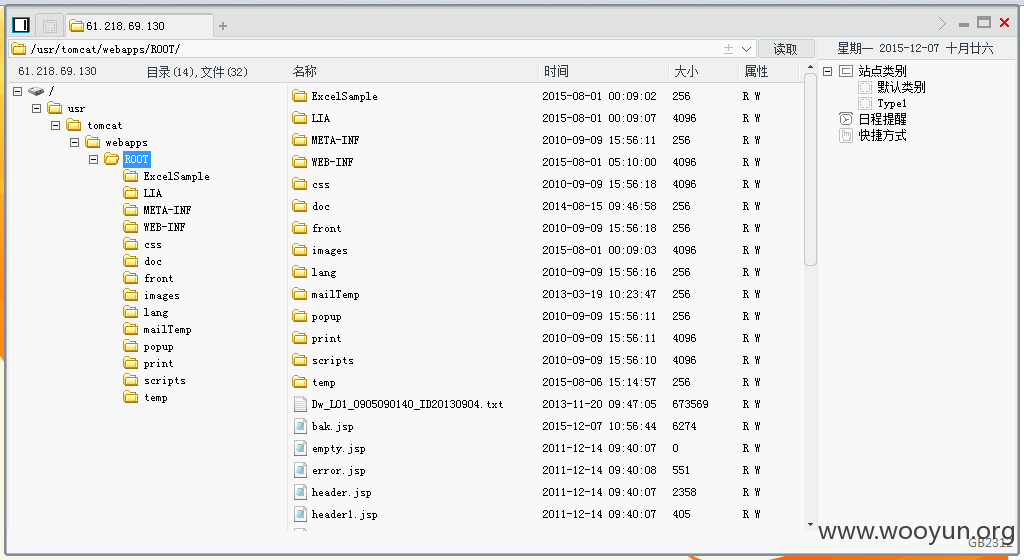 61.218.69.130
/usr/tomcat/webapps/ROOT/
读取
星期一 2015-12-07 十月廿六
61.218.69.130 目录(14),文件(32)
名称 时间 大小 属性
/
usr
tomcat
webapps
ROOT
ExcelSample
LIA
META-INF
WEB-INF
css
doc
front
images
lang
mailTemp
popup
print
scripts
temp
ExcelSample 2015-08-01 00:09:02 256 R W
LIA 2015-08-01 00:09:07 4096 R W
META-INF 2010-09-09 15:56:11 256 R W
WEB-INF 2015-08-01 05:10:00 4096 R W
css 2010-09-09 15:56:18 4096 R W
doc 2014-08-15 09:46:58 256 R W
front 2010-09-09 15:56:18 256 R W
images 2015-08-01 00:09:03 4096 R W
lang 2010-09-09 15:56:16 256 R W
mailTemp 2013-03-19 10:23:47 256 R W
popup 2010-09-09 15:56:11 256 R W
print 2010-09-09 15:56:11 4096 R W
scripts 2010-09-09 15:56:10 4096 R W
temp 2015-08-06 15:14:57 256 R W
Dw_L01_0905090140_ID20130904.txt 2013-11-20 09:47:05 673569 R W
bak.jsp 2015-12-07 10:56:44 6274 R W
empty.jsp 2011-12-14 09:40:07 0 R W
error.jsp 2011-12-14 09:40:08 551 R W
header.jsp 2011-12-14 09:40:07 2358 R W
header1.jsp 2011-12-14 09:40:07 405 R W
站点类别
默认类别
Type1
日程提醒
快捷方式
www.wooyun.org
GB2312